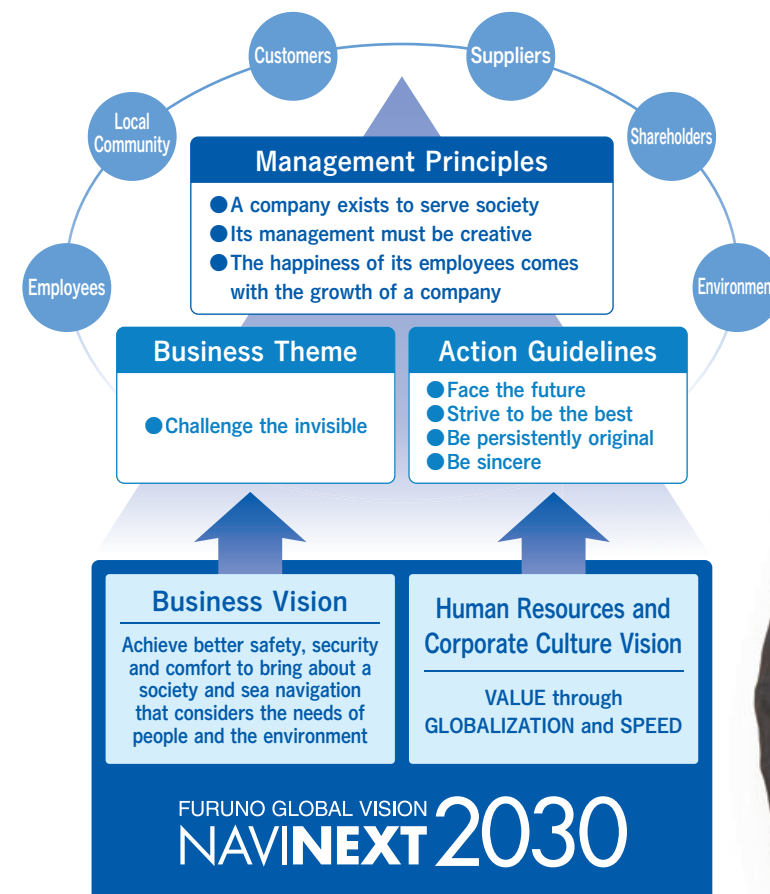 Customers
Suppliers
Local
Community
Shareholders
Employees
Environmen
Management Principles
●A company exists to serve society
●Its management must be creative
●The happiness of its employees comes
with the growth of a company
Business Theme
●Challenge the invisible
Action Guidelines
●Face the future
●Strive to be the best
●Be persistently original
●Be sincere
Business Vision
Achieve better safety, security
and comfort to bring about a
society and sea navigation
that considers the needs of
people and the environment
Human Resources and
Corporate Culture Vision
VALUE through
GLOBALIZATION and SPEED
FURUNO GLOBAL VISION
NAVINEXT 2030